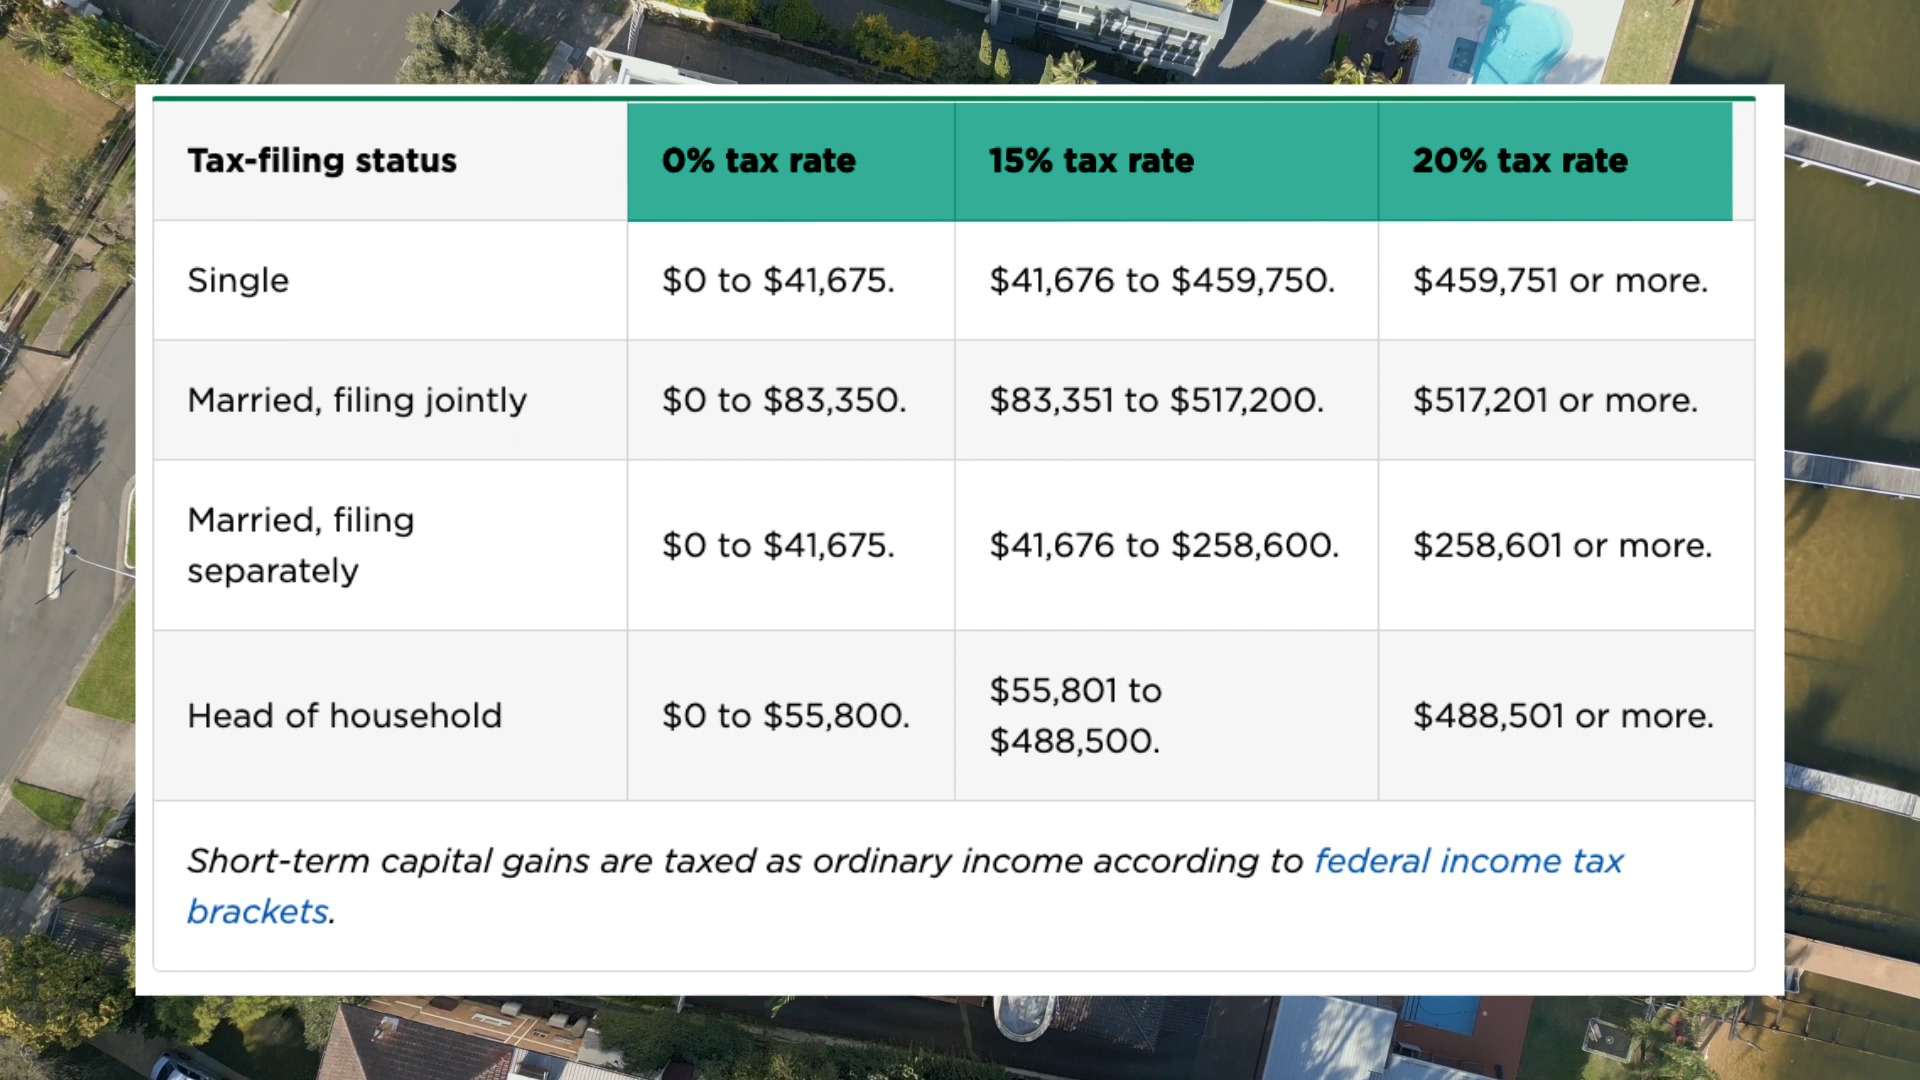 Tax-filing status 0% tax rate 15% tax rate 20% tax rate
Single $0 to $41,675. $41,676 to $459,750. $459,751 or more.
Married, filing jointly $0 to $83,350. $83,351 to $517,200. $517,201 or more.
Married, filing
separately $0 to $41,675. $41,676 to $258,600. $258,601 or more.
Head of household $0 to $55,800. $55,801 to
$488,500. $488,501 or more.
Short-term capital gains are taxed as ordinary income according to federal income tax
brackets.